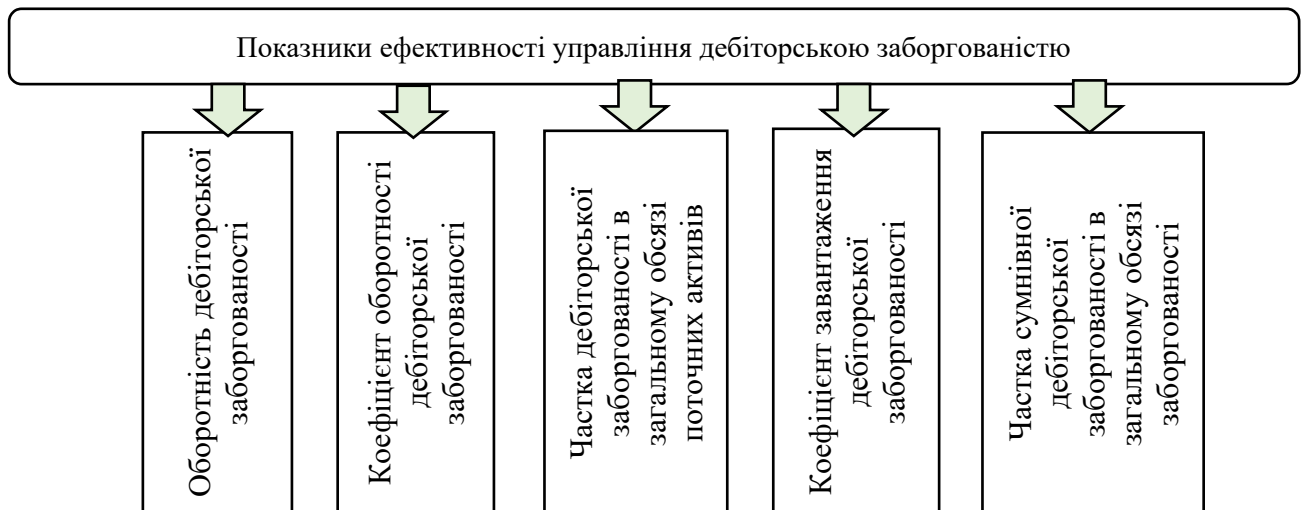 Показники ефективності управління дебіторською заборгованістю
Оборотність дебіторської
заборгованості
Коефіцієнт оборотності
дебіторської
заборгованості
Частка дебіторської
заборгованості в
загальному обсязі
поточних активів
Коефіцієнт завантаження
дебіторської
заборгованості
Частка сумнівної
дебіторської
заборгованості в
загальному обсязі
заборгованості